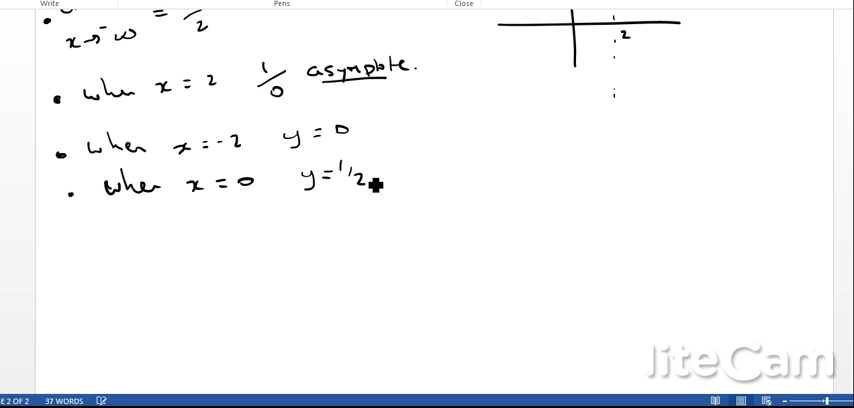 Write Pens Close
x→-∞ = /2
2
• when x = 2 1/0 asymptote.
• when x = -2 y = 0
• when x = 0 y = 1/2
liteCam
E 2 OF 2 37 WORDS